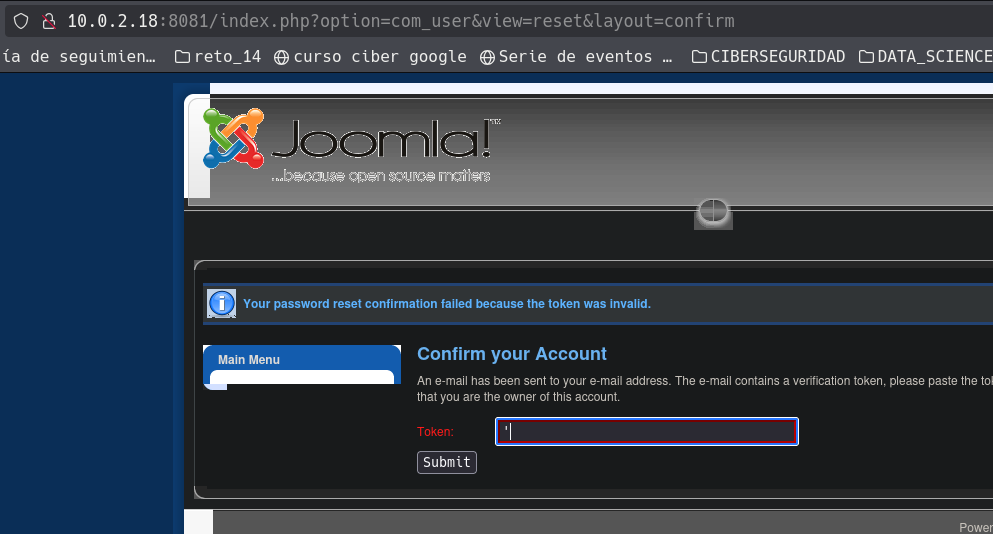 10.0.2.18:8081/index.php?option=com_user&view=reset&layout=confirm
ía de seguimien… reto_14 curso ciber google Serie de eventos … CIBERSEGURIDAD DATA_SCIENCE
Joomla!™
...because open source matters
Your password reset confirmation failed because the token was invalid.
Main Menu
Confirm your Account
An e-mail has been sent to your e-mail address. The e-mail contains a verification token, please paste the tok
that you are the owner of this account.
Token: '
Submit
Power